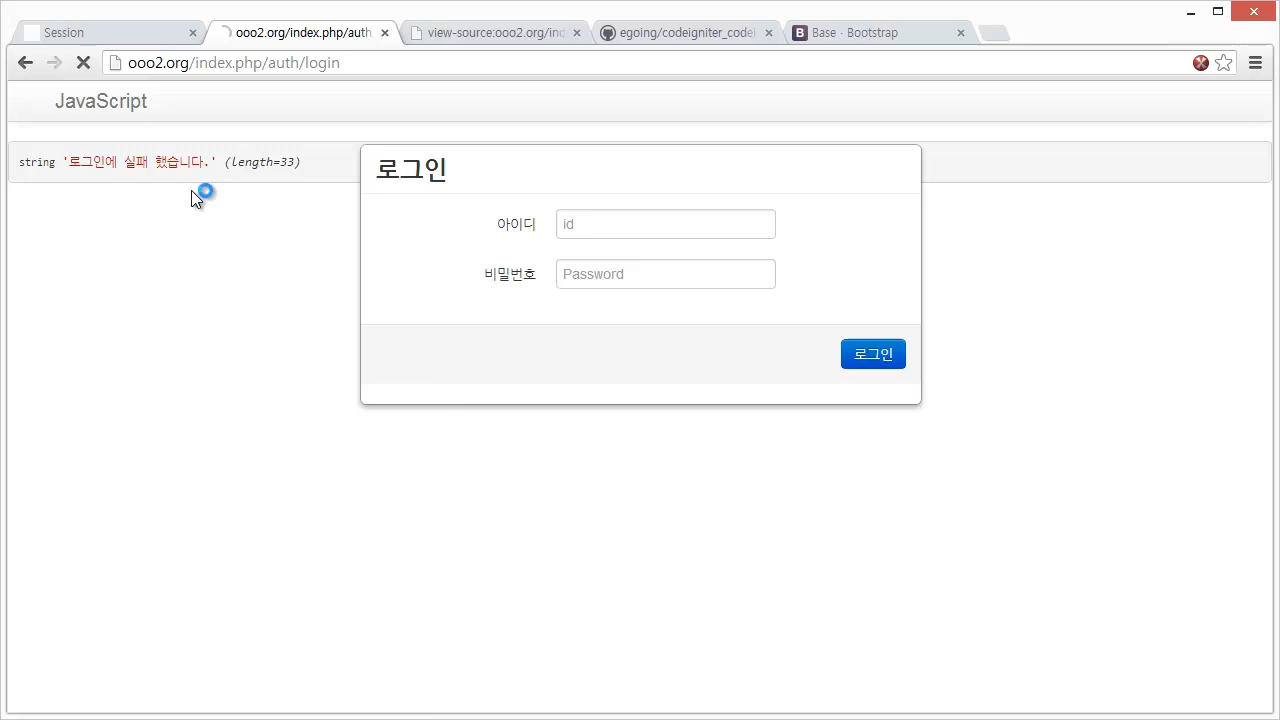 Session
ooo2.org/index.php/auth
view-source:ooo2.org/ind
egoing/codeigniter_codei
Base · Bootstrap
ooo2.org/index.php/auth/login
JavaScript
string '로그인에 실패 했습니다.' (length=33)
로그인
아이디 id
비밀번호 Password
로그인